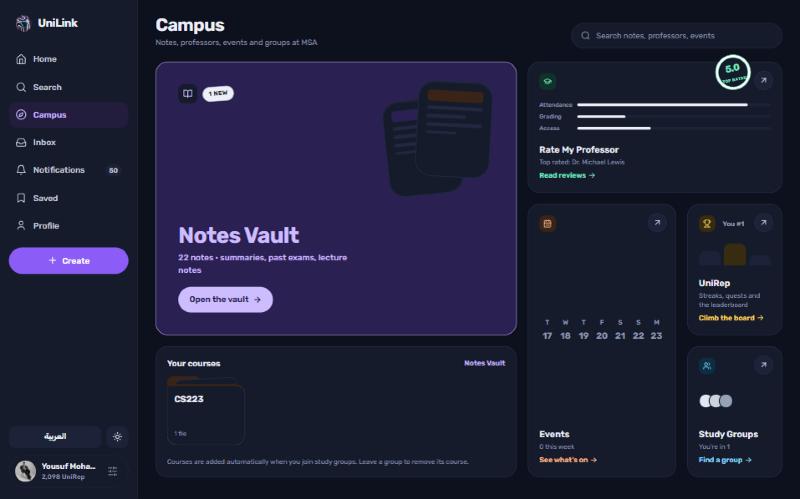 UniLink
Home
Search
Campus
Inbox
Notifications 50
Saved
Profile
+ Create
العربية
Yousuf Moha...
2,098 UniRep
Campus
Notes, professors, events and groups at MSA
Search notes, professors, events
1 NEW
Notes Vault
22 notes • summaries, past exams, lecture
notes
Open the vault →
Your courses
Notes Vault
CS223
1 file
Courses are added automatically when you join study groups. Leave a group to remove its course.
5.0
TOP RATED
Attendance
Grading
Access
Rate My Professor
Top rated: Dr. Michael Lewis
Read reviews →
T W T F S S M
17 18 19 20 21 22 23
Events
0 this week
See what's on →
You #1
UniRep
Streaks, quests and
the leaderboard
Climb the board →
Study Groups
You're in 1
Find a group →